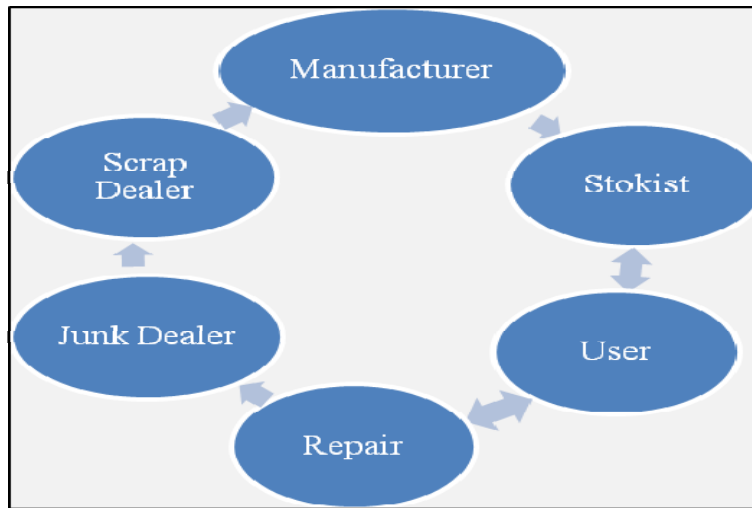 Manufacturer
Stokist
User
Repair
Junk Dealer
Scrap
Dealer